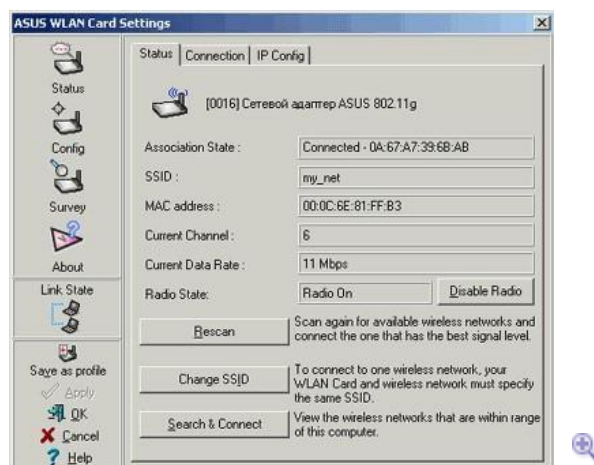 ASUS WLAN Card Settings
Status
Config
Survey
About
Link State
Save as profile
Apply
OK
Cancel
Help
Status Connection IP Config
[0016] Сетевой адаптер ASUS 802.11g
Association State : Connected - 0A:67:A7:39:6B:AB
SSID : my_net
MAC address : 00:0C:6E:81:FF:B3
Current Channel : 6
Current Data Rate : 11 Mbps
Radio State: Radio On Disable Radio
Rescan
Scan again for available wireless networks and
connect the one that has the best signal level.
Change SSID
To connect to one wireless network, your
WLAN Card and wireless network must specify
the same SSID.
Search & Connect
View the wireless networks that are within range
of this computer.